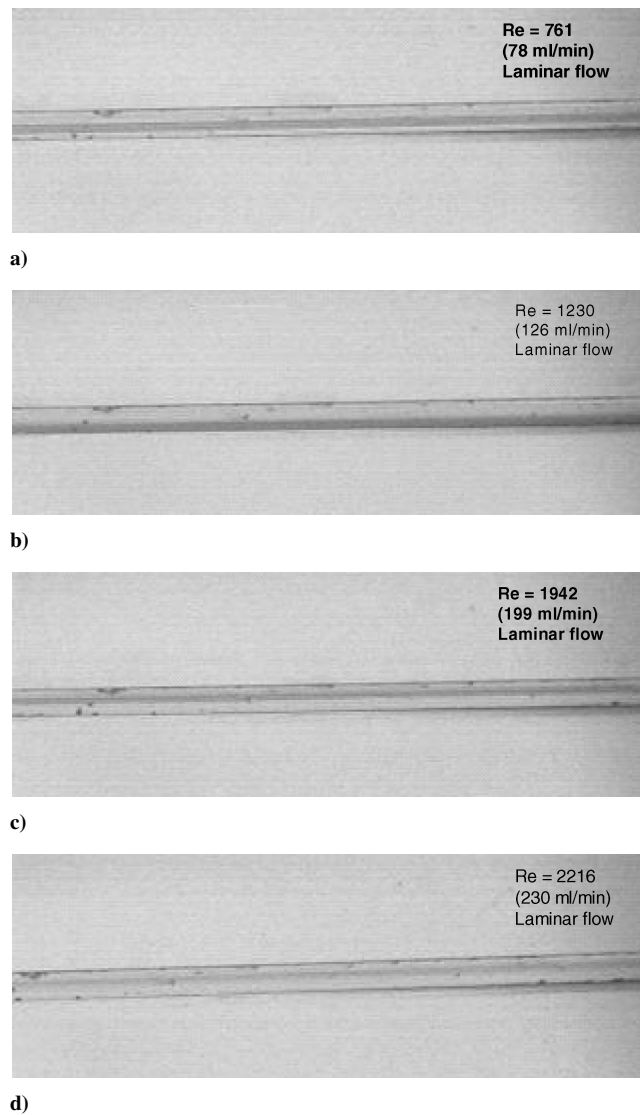 Re = 761
(78 ml/min)
Laminar flow
a)
Re = 1230
(126 ml/min)
Laminar flow
b)
Re = 1942
(199 ml/min)
Laminar flow
c)
Re = 2216
(230 ml/min)
Laminar flow
d)